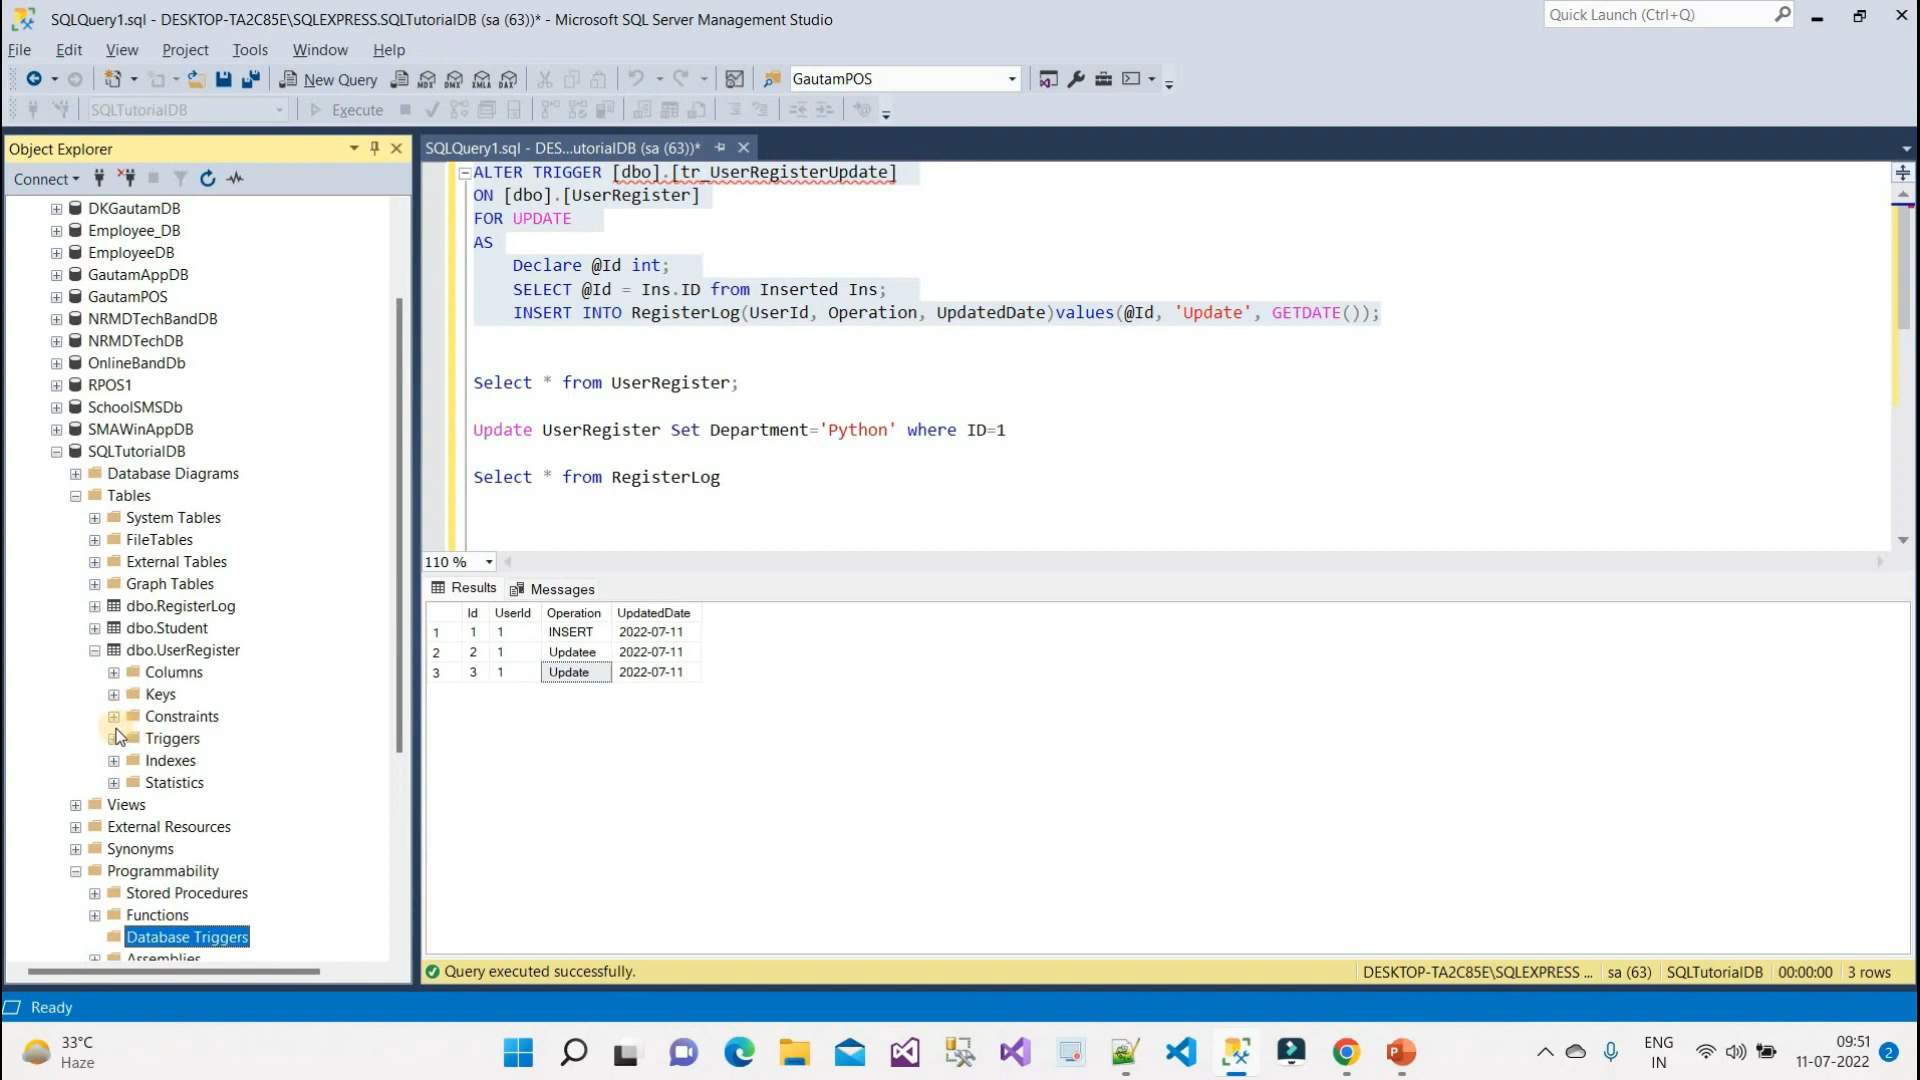 SQLQuery1.sql - DESKTOP-TA2C85E\SQLEXPRESS.SQLTutorialDB (sa (63))* - Microsoft SQL Server Management Studio
Quick Launch (Ctrl+Q)
File Edit View Project Tools Window Help
New Query
MDX DMX XMLA DAX
GautamPOS
SQLTutorialDB
Execute
Object Explorer
Connect
DKGautamDB
Employee_DB
EmployeeDB
GautamAppDB
GautamPOS
NRMDTechBandDB
NRMDTechDB
OnlineBandDb
RPOS1
SchoolSMSDb
SMAWinAppDB
SQLTutorialDB
Database Diagrams
Tables
System Tables
FileTables
External Tables
Graph Tables
dbo.RegisterLog
dbo.Student
dbo.UserRegister
Columns
Keys
Constraints
Triggers
Indexes
Statistics
Views
External Resources
Synonyms
Programmability
Stored Procedures
Functions
Database Triggers
Assemblies
SQLQuery1.sql - DES...utorialDB (sa (63))*
ALTER TRIGGER [dbo].[tr_UserRegisterUpdate]
ON [dbo].[UserRegister]
FOR UPDATE
AS
Declare @Id int;
SELECT @Id = Ins.ID from Inserted Ins;
INSERT INTO RegisterLog(UserId, Operation, UpdatedDate)values(@Id, 'Update', GETDATE());
Select * from UserRegister;
Update UserRegister Set Department='Python' where ID=1
Select * from RegisterLog
110 %
Results Messages
Id UserId Operation UpdatedDate
1 1 1 INSERT 2022-07-11
2 2 1 Updatee 2022-07-11
3 3 1 Update 2022-07-11
Query executed successfully.
DESKTOP-TA2C85E\SQLEXPRESS ... sa (63) SQLTutorialDB 00:00:00 3 rows
Ready
33°C
Haze
ENG
IN
09:51
11-07-2022
2